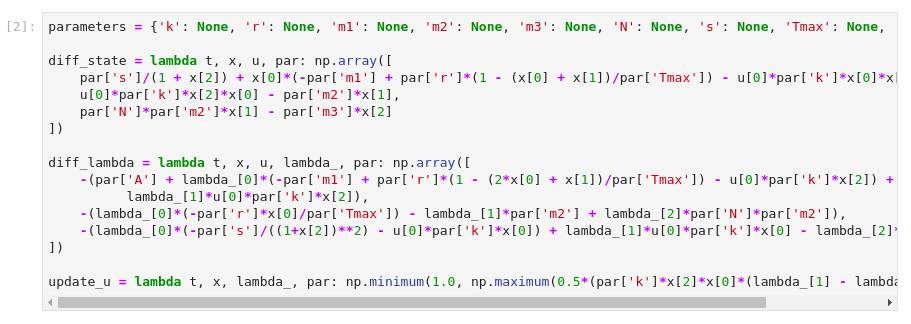 [2]: parameters = {'k': None, 'r': None, 'm1': None, 'm2': None, 'm3': None, 'N': None, 's': None, 'Tmax': None,
diff_state = lambda t, x, u, par: np.array([
    par['s']/(1 + x[2]) + x[0]*(-par['m1'] + par['r']*(1 - (x[0] + x[1])/par['Tmax']) - u[0]*par['k']*x[0]*x[
    u[0]*par['k']*x[2]*x[0] - par['m2']*x[1],
    par['N']*par['m2']*x[1] - par['m3']*x[2]
])
diff_lambda = lambda t, x, u, lambda_, par: np.array([
    -(par['A'] + lambda_[0]*(-par['m1'] + par['r']*(1 - (2*x[0] + x[1])/par['Tmax']) - u[0]*par['k']*x[2]) +
          lambda_[1]*u[0]*par['k']*x[2]),
    -(lambda_[0]*(-par['r']*x[0]/par['Tmax']) - lambda_[1]*par['m2'] + lambda_[2]*par['N']*par['m2']),
    -(lambda_[0]*(-par['s']/((1+x[2])**2) - u[0]*par['k']*x[0]) + lambda_[1]*u[0]*par['k']*x[0] - lambda_[2]*
])
update_u = lambda t, x, lambda_, par: np.minimum(1.0, np.maximum(0.5*(par['k']*x[2]*x[0]*(lambda_[1] - lambda